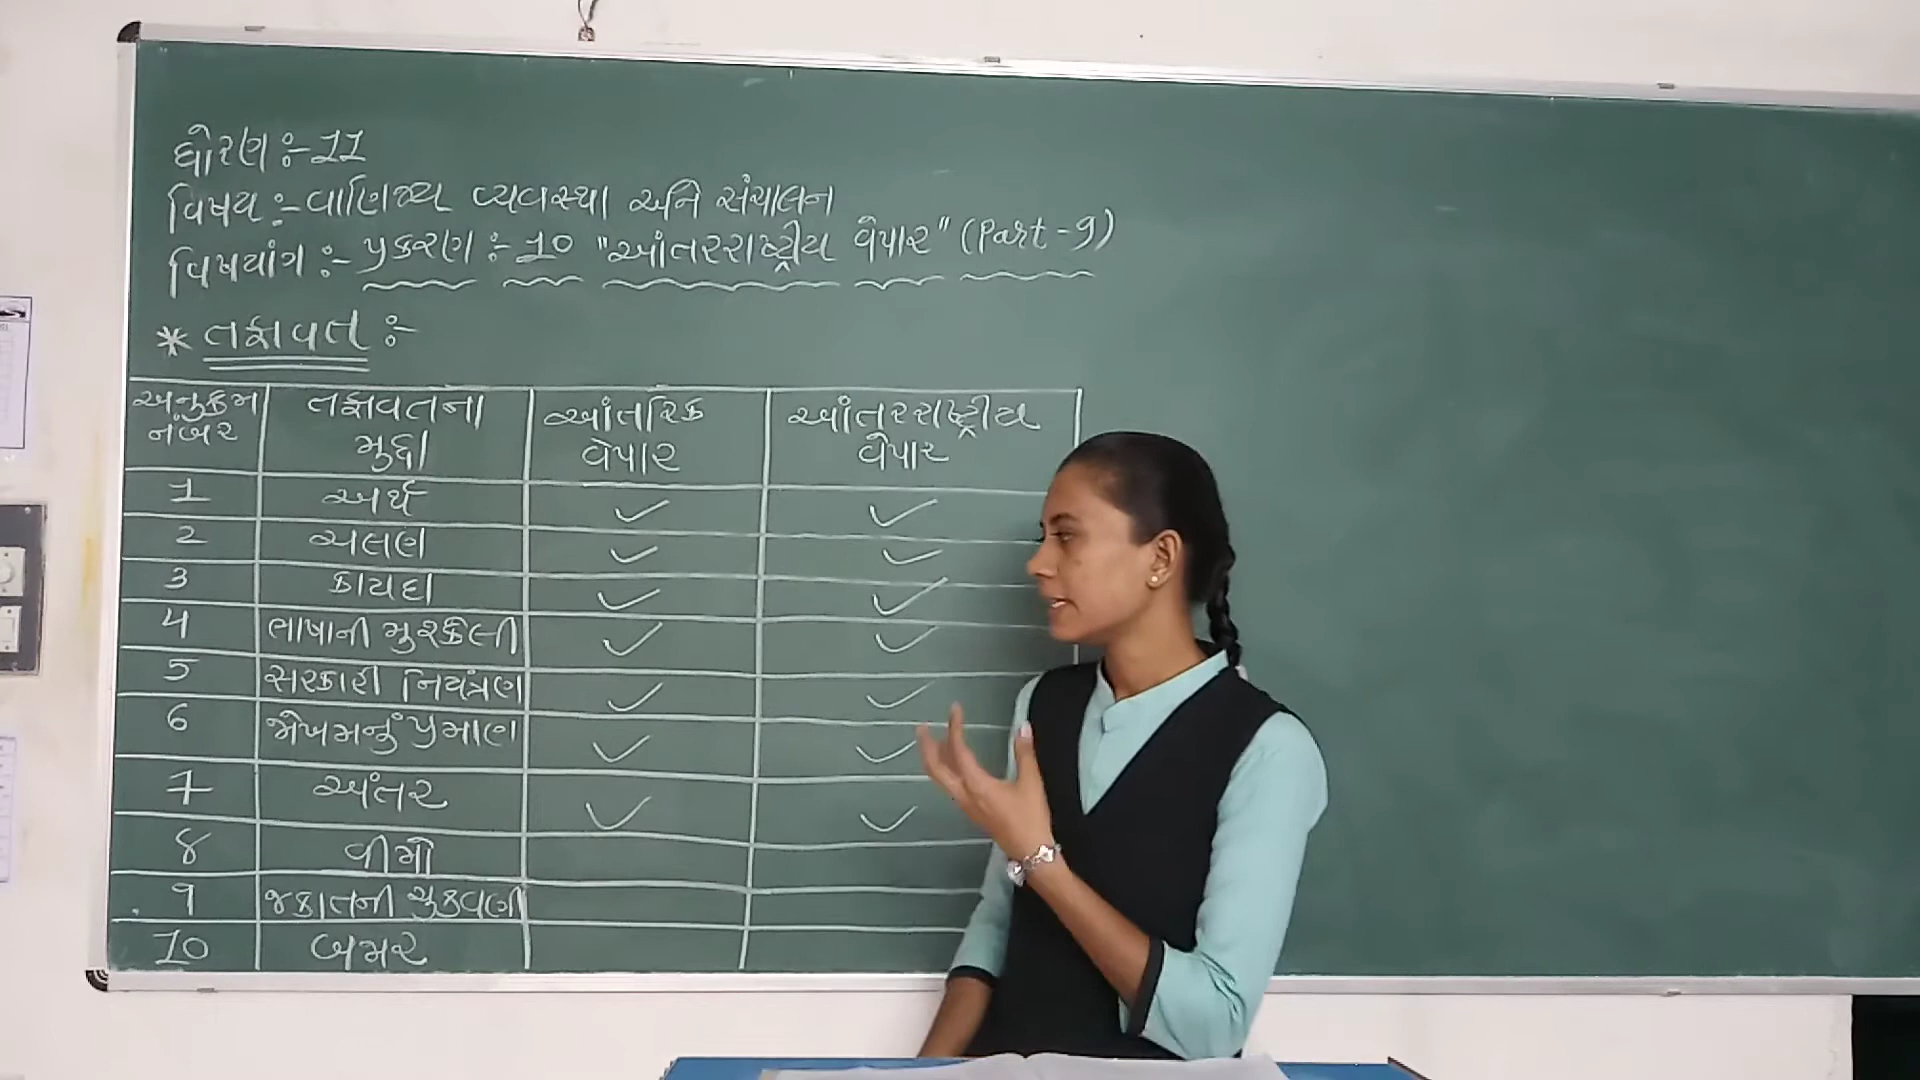 ધોરણ :- 11
વિષય :- વાણિજ્ય વ્યવસ્થા અને સંચાલન
વિષયાંગ :- પ્રકરણ :- 10 "આંતરરાષ્ટ્રીય વેપાર" (Part-9)
* તફાવત :-
અનુક્રમ નંબર તફાવતના મુદ્દા આંતરિક વેપાર આંતરરાષ્ટ્રીય વેપાર
1 અર્થ ✓ ✓
2 ચલણ ✓ ✓
3 કાયદા ✓ ✓
4 ભાષાની મુશ્કેલી ✓ ✓
5 સરકારી નિયંત્રણ ✓ ✓
6 જોખમનું પ્રમાણ ✓ ✓
7 અંતર ✓ ✓
8 વીમો
9 જકાતની ચુકવણી
10 બજાર